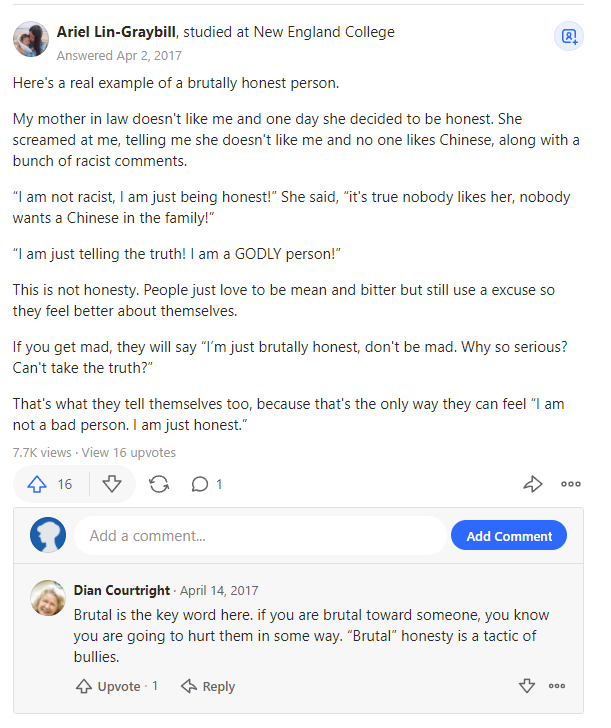 Ariel Lin-Graybill, studied at New England College
Answered Apr 2, 2017
Here's a real example of a brutally honest person.
My mother in law doesn't like me and one day she decided to be honest. She
screamed at me, telling me she doesn't like me and no one likes Chinese, along with a
bunch of racist comments.
“I am not racist, I am just being honest!” She said, “it's true nobody likes her, nobody
wants a Chinese in the family!”
“I am just telling the truth! I am a GODLY person!”
This is not honesty. People just love to be mean and bitter but still use a excuse so
they feel better about themselves.
If you get mad, they will say “I’m just brutally honest, don't be mad. Why so serious?
Can't take the truth?”
That's what they tell themselves too, because that's the only way they can feel “I am
not a bad person. I am just honest.”
7.7K views · View 16 upvotes
16
1
Add a comment...
Add Comment
Dian Courtright · April 14, 2017
Brutal is the key word here. if you are brutal toward someone, you know
you are going to hurt them in some way. “Brutal” honesty is a tactic of
bullies.
Upvote · 1
Reply